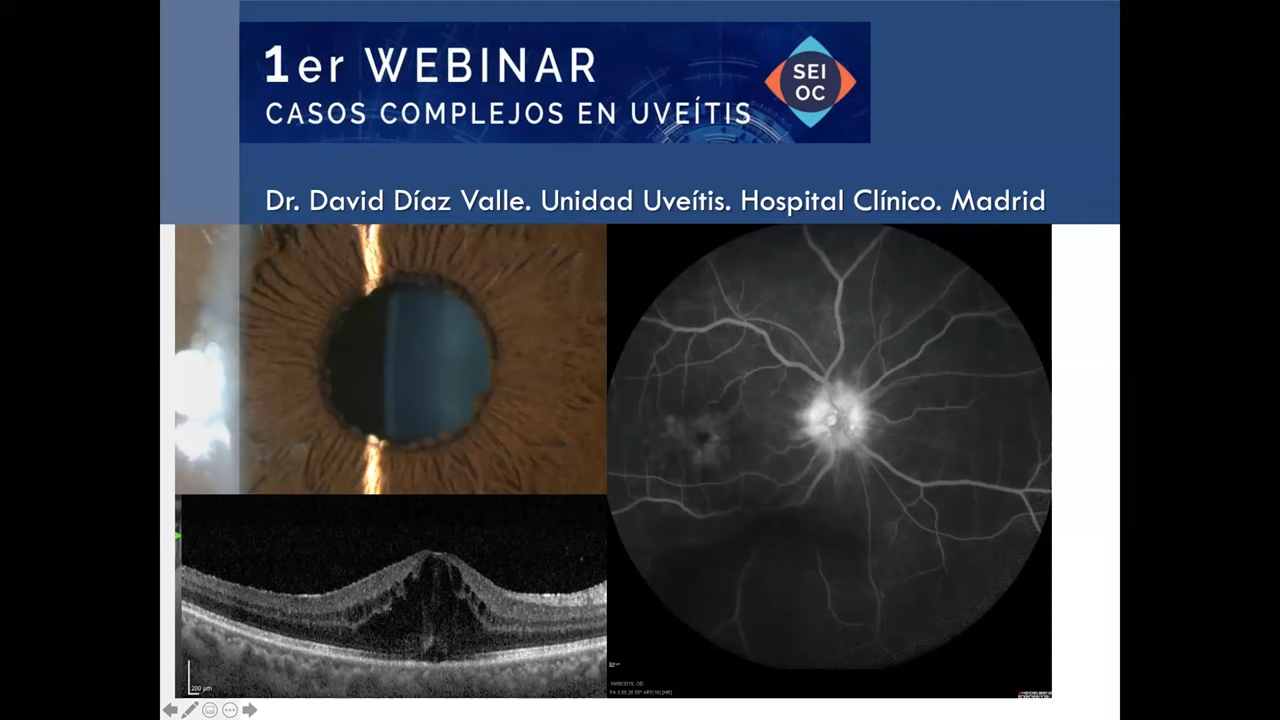 1er WEBINAR
CASOS COMPLEJOS EN UVEÍTIS
SEI
OC
Dr. David Díaz Valle. Unidad Uveítis. Hospital Clínico. Madrid
200 µm